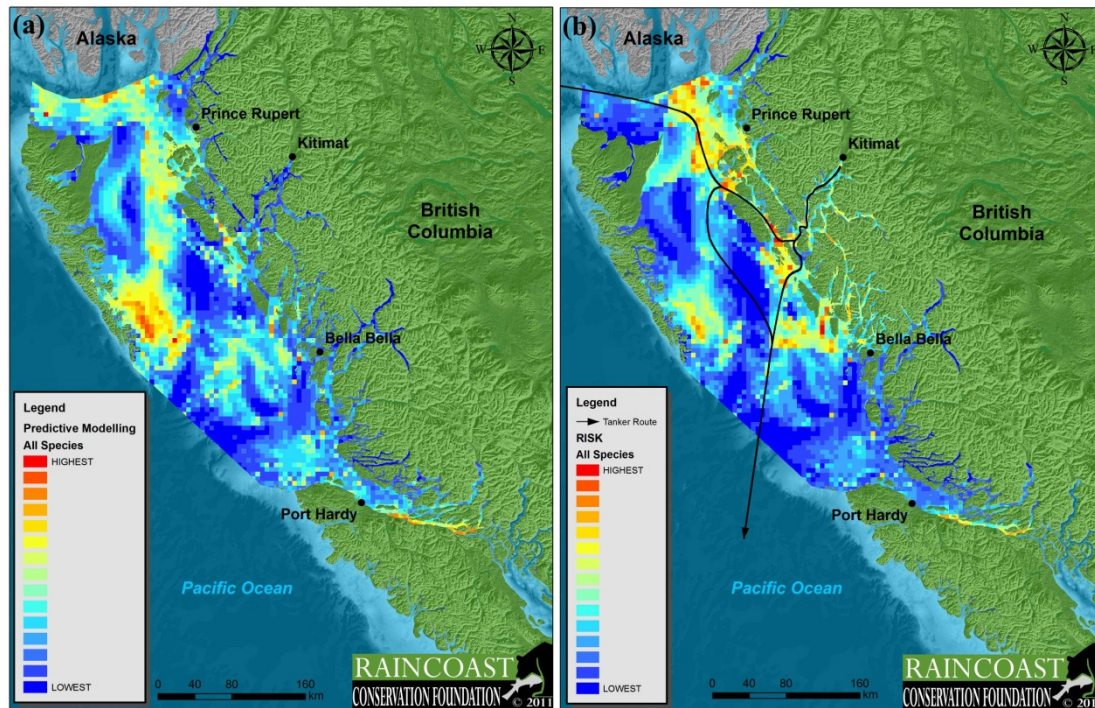 (a)
Alaska
N
W E
S
Prince Rupert
Kitimat
British
Columbia
Bella Bella
Port Hardy
Pacific Ocean
Legend
Predictive Modelling
All Species
HIGHEST
LOWEST
0 40 80 160
km
RAINCOAST
CONSERVATION FOUNDATION
© 2011
(b)
Alaska
N
W E
S
Prince Rupert
Kitimat
British
Columbia
Bella Bella
Port Hardy
Pacific Ocean
Legend
Tanker Route
RISK
All Species
HIGHEST
LOWEST
0 40 80 160
km
RAINCOAST
CONSERVATION FOUNDATION
© 2011